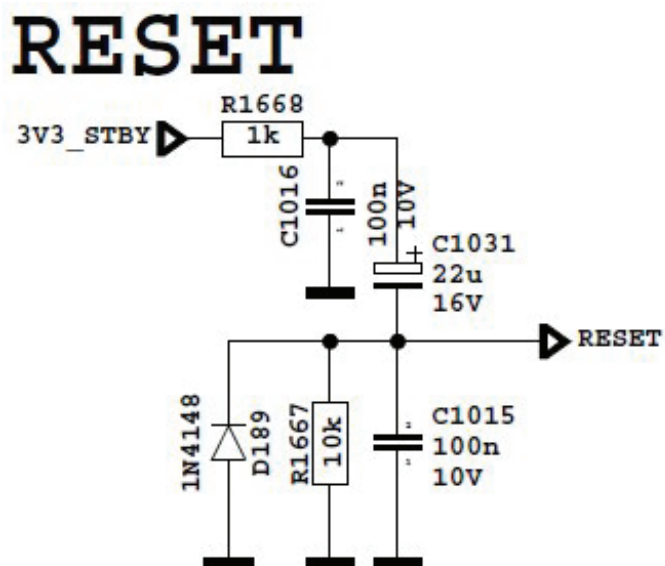 RESET
R1668
3V3_STBY
1k
C1016
100n
10V
C1031
22u
16V
RESET
1N4148
D189
R1667
10k
C1015
100n
10V